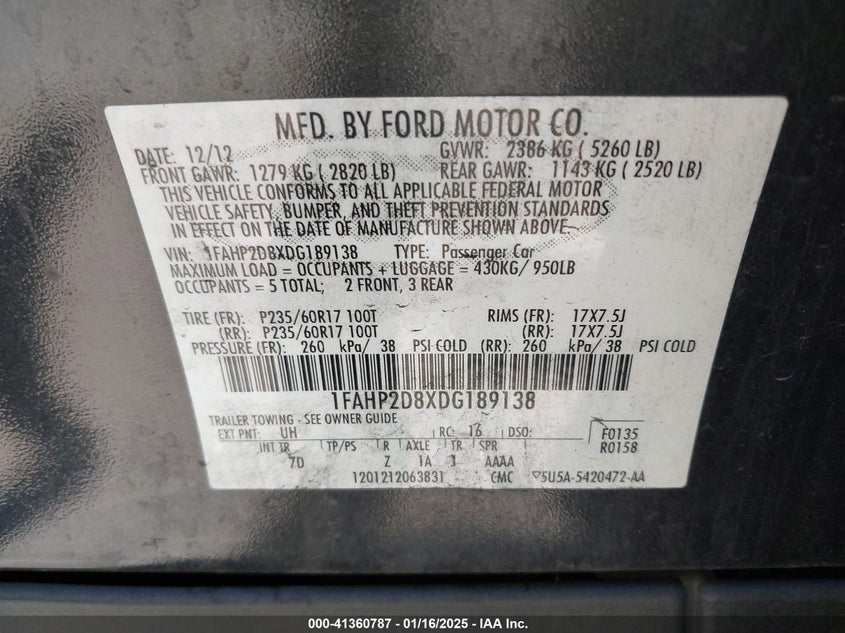 MFD. BY FORD MOTOR CO.
DATE: 12/12 GVWR: 2386 KG ( 5260 LB)
FRONT GAWR: 1279 KG ( 2820 LB) REAR GAWR: 1143 KG ( 2520 LB)
THIS VEHICLE CONFORMS TO ALL APPLICABLE FEDERAL MOTOR
VEHICLE SAFETY, BUMPER, AND THEFT PREVENTION STANDARDS
IN EFFECT ON THE DATE OF MANUFACTURE SHOWN ABOVE
VIN: 1FAHP2D8XDG189138 TYPE: Passenger Car
MAXIMUM LOAD = OCCUPANTS + LUGGAGE = 430KG/ 950LB
OCCUPANTS = 5 TOTAL; 2 FRONT, 3 REAR
TIRE (FR): P235/60R17 100T RIMS (FR): 17X7.5J
(RR): P235/60R17 100T (RR): 17X7.5J
PRESSURE (FR): 260 kPa/ 38 PSI COLD (RR): 260 kPa/ 38 PSI COLD
1FAHP2D8XDG189138
TRAILER TOWING - SEE OWNER GUIDE
EXT PNT: UH RC: 16 DSO: F0135
INT TR TP/PS R AXLE TR SPR R0158
7D Z 1A J AAAA
1201212063831 CMC 5U5A-5420472-AA
000-41360787 - 01/16/2025 - IAA Inc.